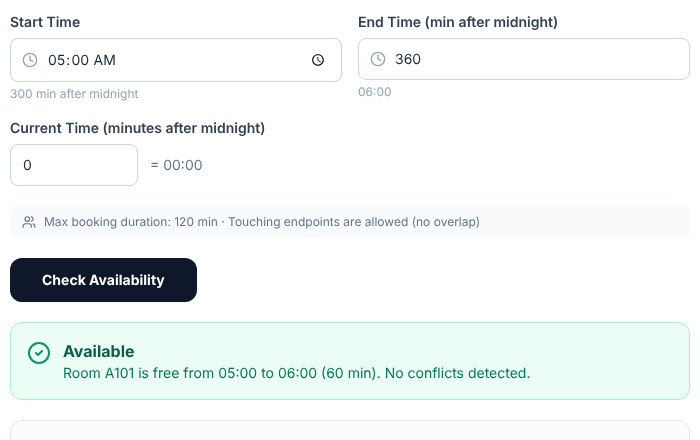 Start Time
End Time (min after midnight)
05:00 AM
360
300 min after midnight
06:00
Current Time (minutes after midnight)
0
= 00:00
Max booking duration: 120 min · Touching endpoints are allowed (no overlap)
Check Availability
Available
Room A101 is free from 05:00 to 06:00 (60 min). No conflicts detected.